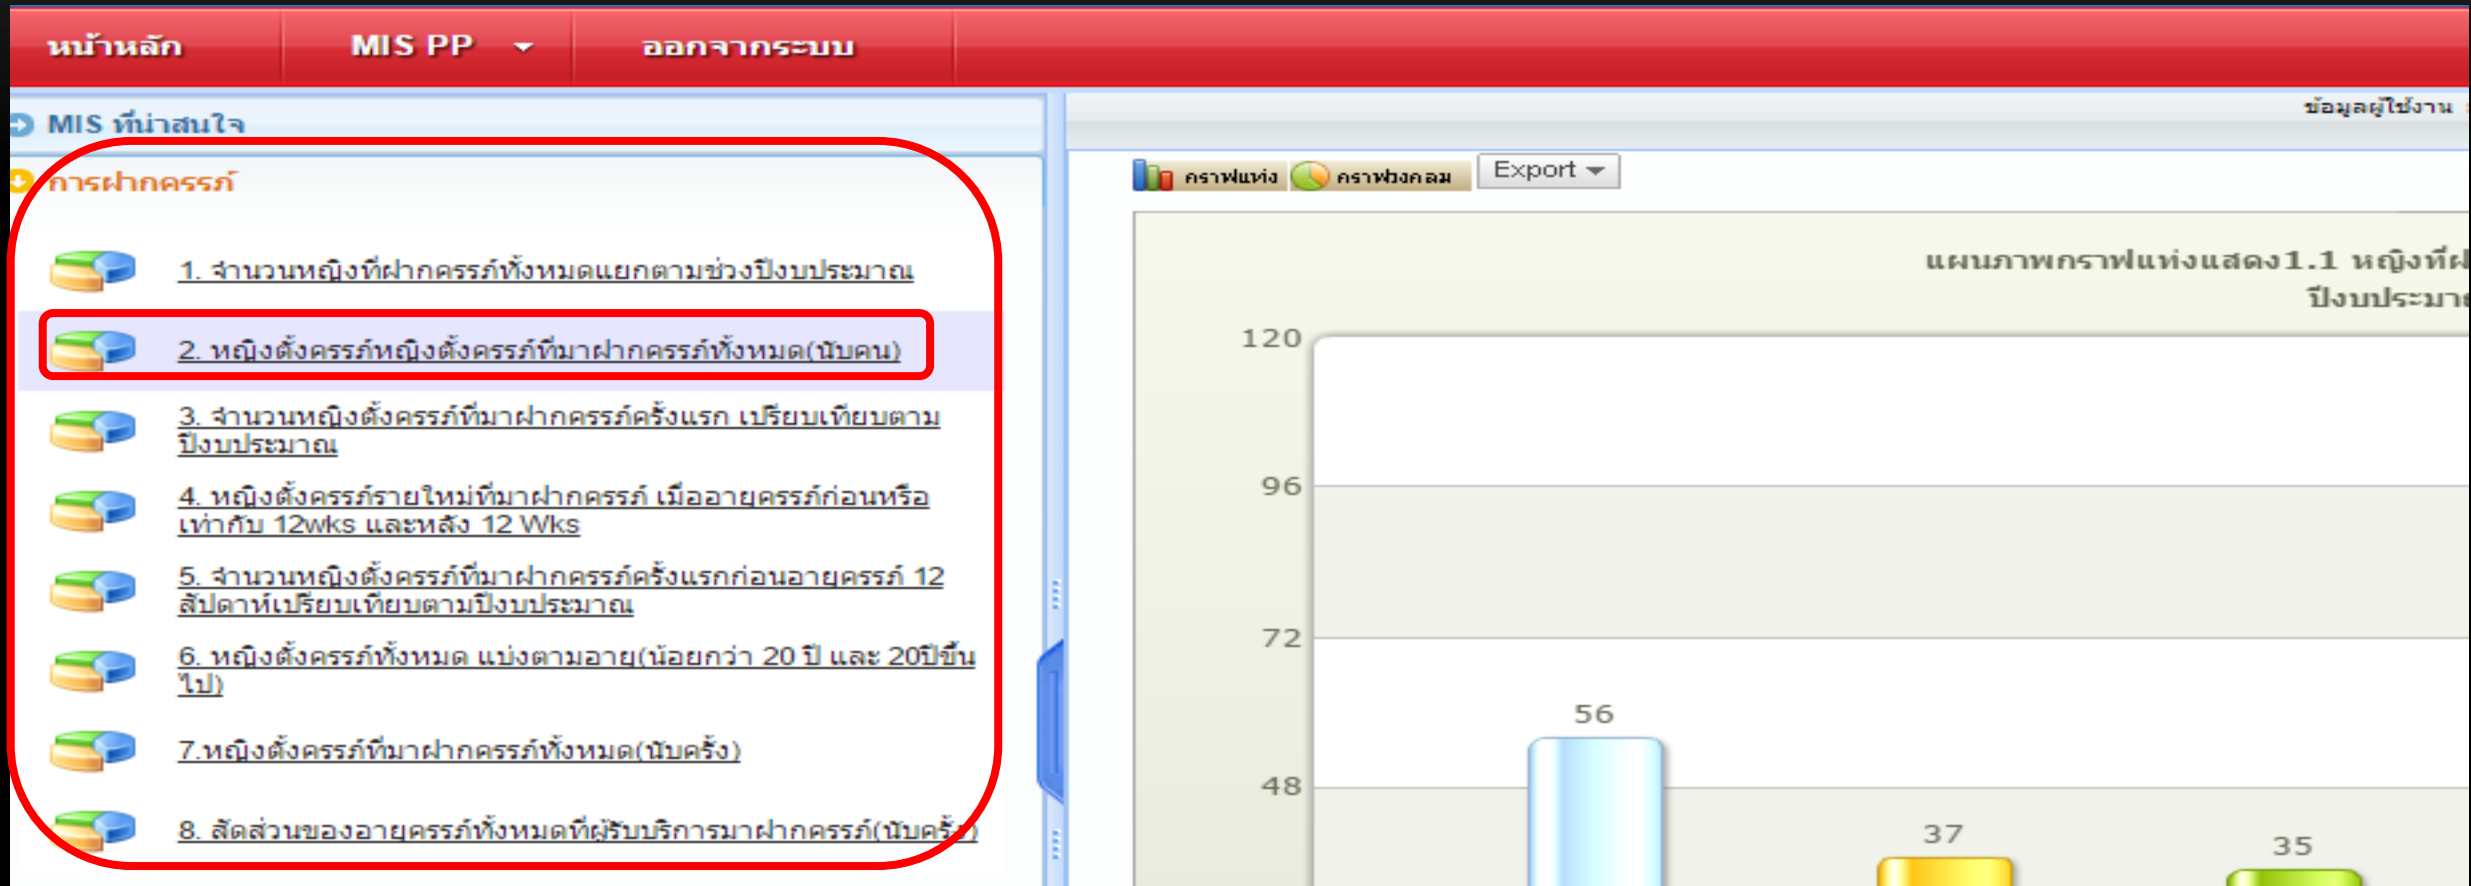 หน้าหลัก
MIS PP
ออกจากระบบ
MIS ที่น่าสนใจ
การฝากครรภ์
1. จำนวนหญิงที่ฝากครรภ์ทั้งหมดแยกตามช่วงปีงบประมาณ
2. หญิงตั้งครรภ์หญิงตั้งครรภ์ที่มาฝากครรภ์ทั้งหมด(นับคน)
3. จำนวนหญิงตั้งครรภ์ที่มาฝากครรภ์ครั้งแรก เปรียบเทียบตาม
ปีงบประมาณ
4. หญิงตั้งครรภ์รายใหม่ที่มาฝากครรภ์ เมื่ออายุครรภ์ก่อนหรือ
เท่ากับ 12wks และหลัง 12 Wks
5. จำนวนหญิงตั้งครรภ์ที่มาฝากครรภ์ครั้งแรกก่อนอายุครรภ์ 12
สัปดาห์เปรียบเทียบตามปีงบประมาณ
6. หญิงตั้งครรภ์ทั้งหมด แบ่งตามอายุ(น้อยกว่า 20 ปี และ 20ปีขึ้น
ไป)
7.หญิงตั้งครรภ์ที่มาฝากครรภ์ทั้งหมด(นับครั้ง)
8. สัดส่วนของอายุครรภ์ทั้งหมดที่ผู้รับบริการมาฝากครรภ์(นับครั้ง)
ข้อมูลผู้ใช้งาน
กราฟแท่ง กราฟวงกลม Export
แผนภาพกราฟแท่งแสดง1.1 หญิงที่ฝ
ปีงบประมาณ
120
96
72
56
48
37
35